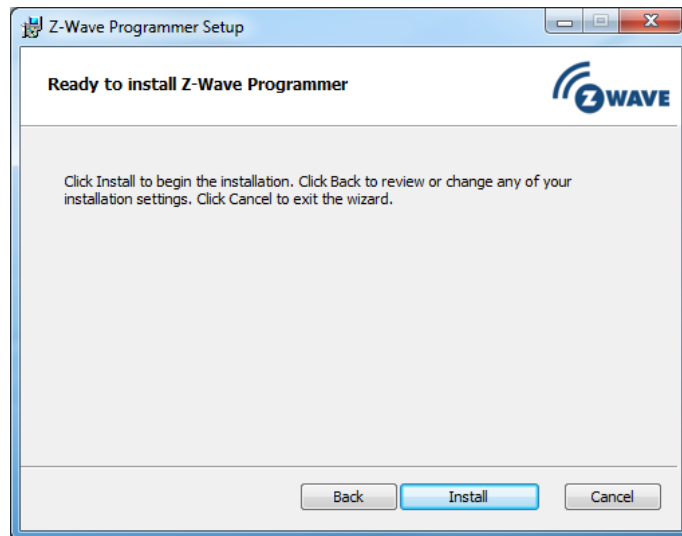 Z-Wave Programmer Setup
Ready to install Z-Wave Programmer
Z WAVE
Click Install to begin the installation. Click Back to review or change any of your
installation settings. Click Cancel to exit the wizard.
Back Install Cancel